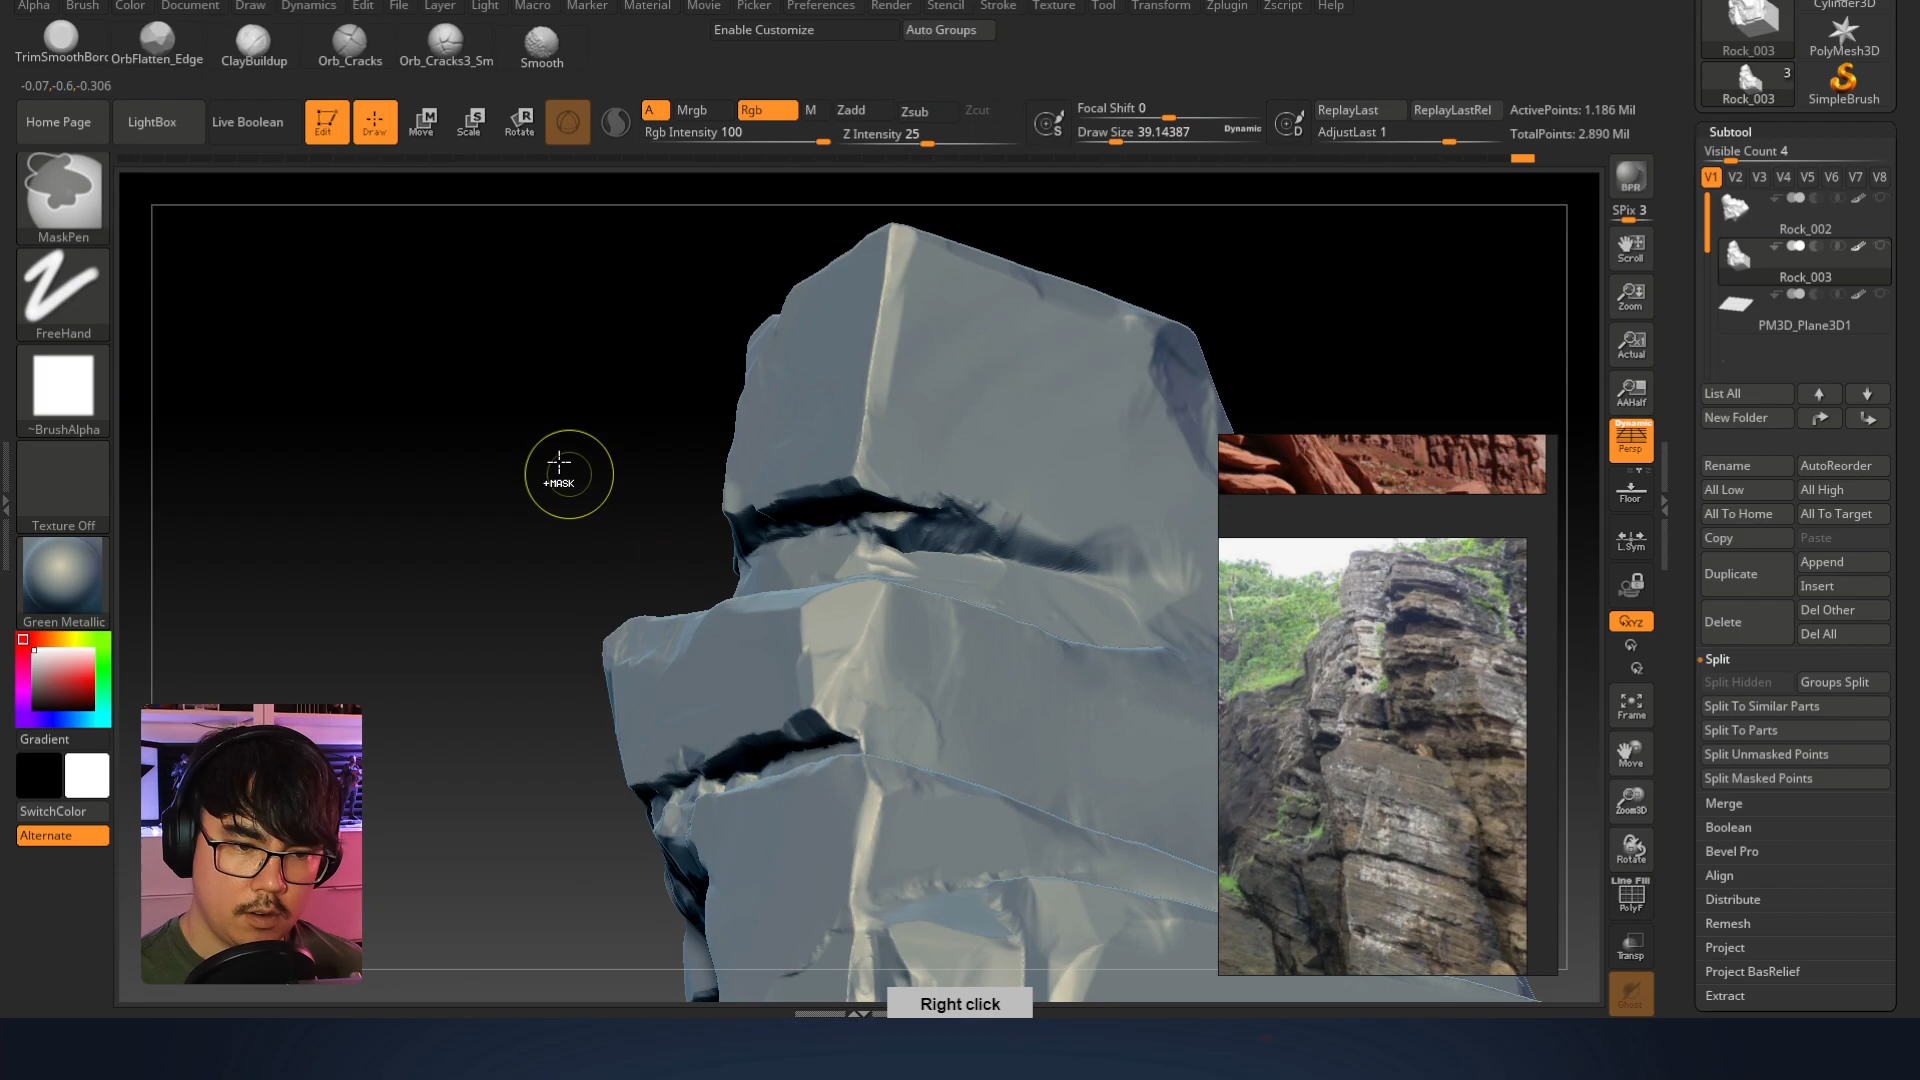 Alpha Brush Color Document Draw Dynamics Edit File Layer Light Macro Marker Material Movie Picker Preferences Render Stencil Stroke Texture Tool Transform Zplugin Zscript Help
Enable Customize
Auto Groups
TrimSmoothBorc
OrbFlatten_Edge
ClayBuildup
Orb_Cracks
Orb_Cracks3_Sm
Smooth
-0.07,-0.6,-0.306
Home Page
LightBox
Live Boolean
Edit
Draw
Move
Scale
Rotate
A
Mrgb
Rgb
M
Zadd
Zsub
Zcut
Rgb Intensity 100
Z Intensity 25
S
Focal Shift 0
Draw Size 39.14387
Dynamic
D
ReplayLast
ReplayLastRel
AdjustLast 1
ActivePoints: 1.186 Mil
TotalPoints: 2.890 Mil
MaskPen
FreeHand
~BrushAlpha
Texture Off
Green Metallic
Gradient
SwitchColor
Alternate
+MASK
Right click
BPR
SPix 3
Scroll
Zoom
Actual
AAHalf
Dynamic
Persp
Floor
L.Sym
XYZ
Frame
Move
Zoom3D
Rotate
Line Fill
PolyF
Transp
Ghost
Rock_003
Cylinder3D
PolyMesh3D
3
Rock_003
SimpleBrush
Subtool
Visible Count 4
V1 V2 V3 V4 V5 V6 V7 V8
Rock_002
Rock_003
PM3D_Plane3D1
List All
New Folder
Rename
AutoReorder
All Low
All High
All To Home
All To Target
Copy
Paste
Duplicate
Append
Insert
Delete
Del Other
Del All
Split
Split Hidden
Groups Split
Split To Similar Parts
Split To Parts
Split Unmasked Points
Split Masked Points
Merge
Boolean
Bevel Pro
Align
Distribute
Remesh
Project
Project BasRelief
Extract